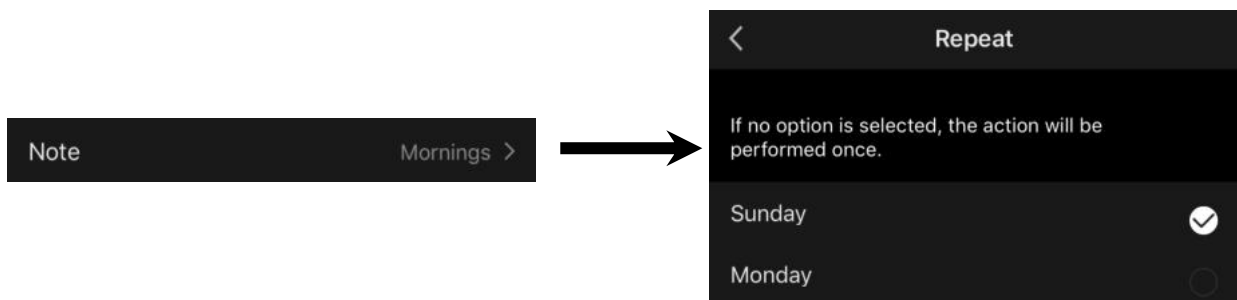 Note
Mornings
Repeat
If no option is selected, the action will be
performed once.
Sunday
Monday